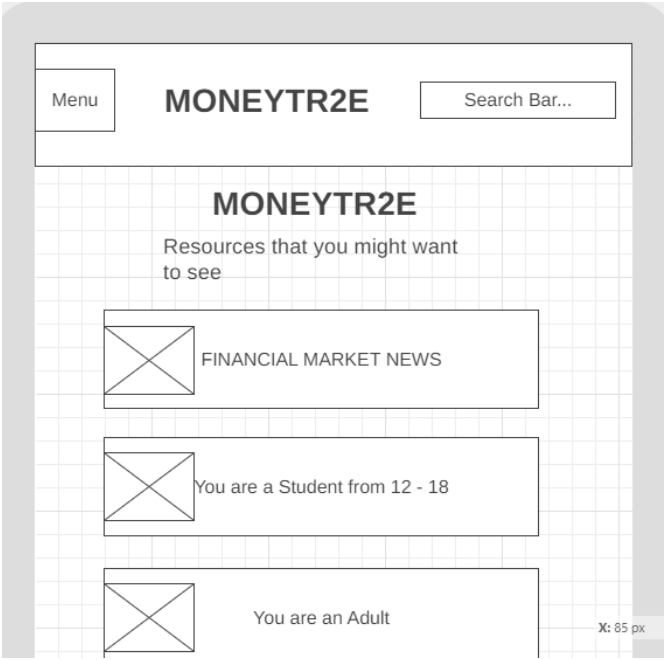 Menu
MONEYTR2E
Search Bar...
MONEYTR2E
Resources that you might want
to see
FINANCIAL MARKET NEWS
You are a Student from 12 - 18
You are an Adult
X: 85 px